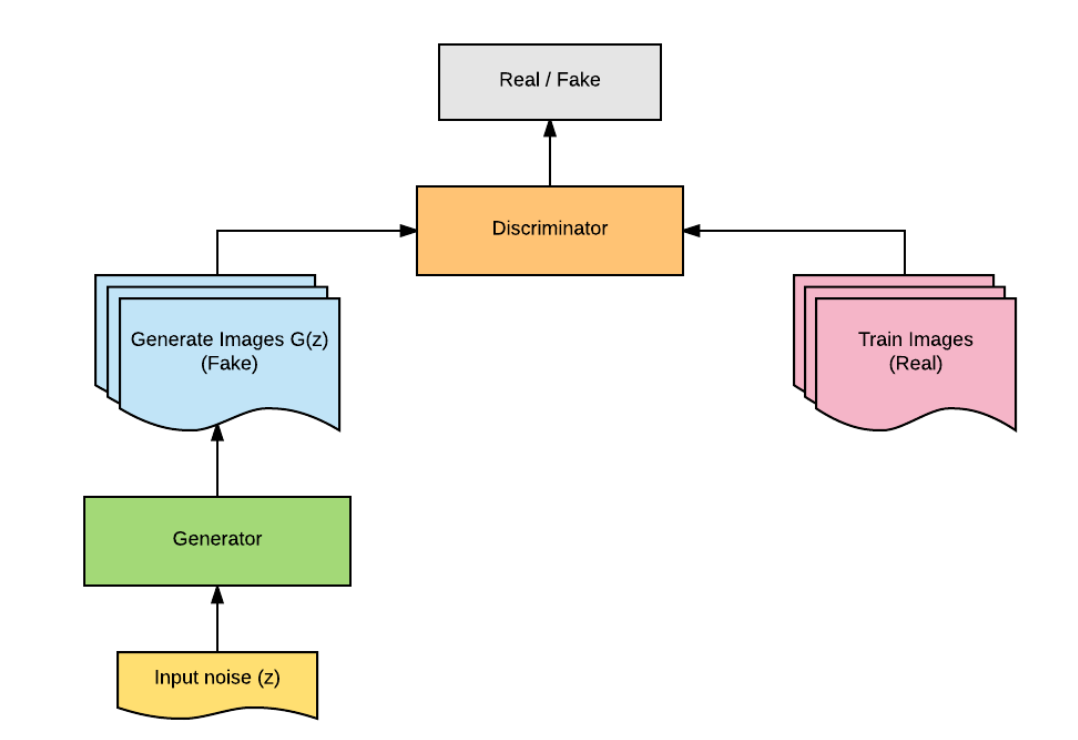 Real / Fake
Discriminator
Generate Images G(z)
(Fake)
Train Images
(Real)
Generator
Input noise (z)